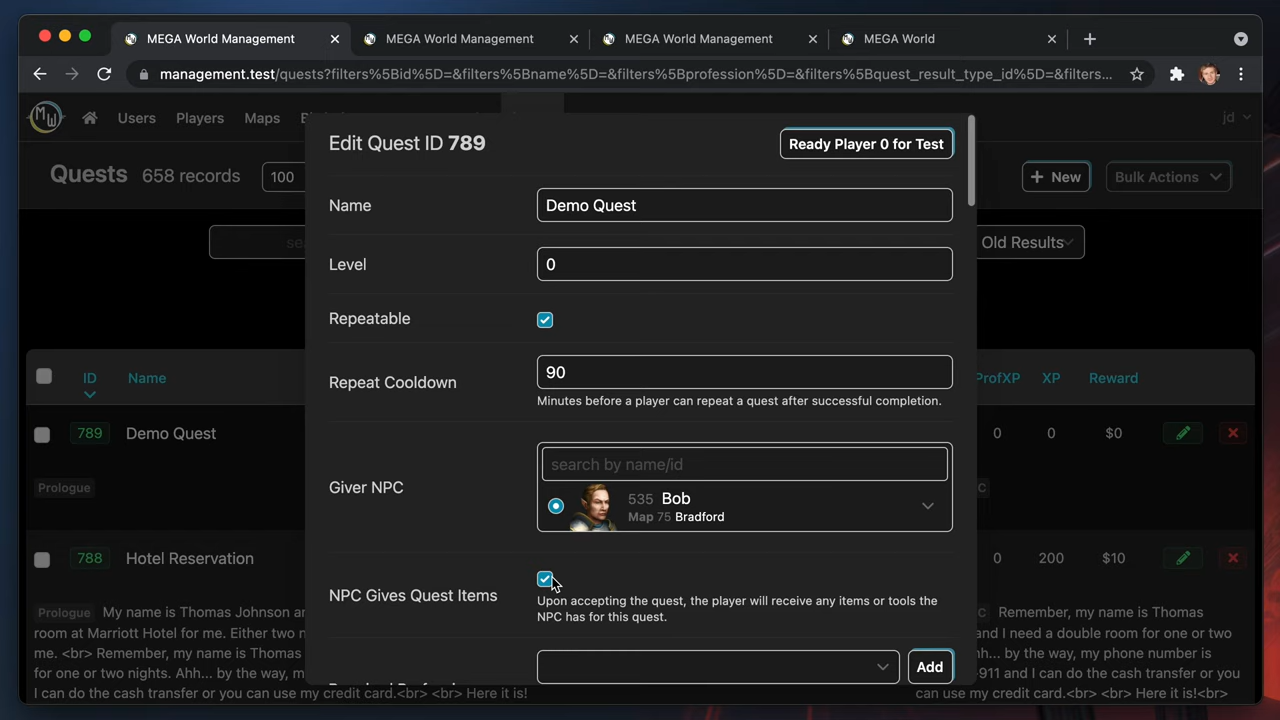 MEGA World Management
MEGA World Management
MEGA World Management
MEGA World
management.test/quests?filters%5Bid%5D=&filters%5Bname%5D=&filters%5Bprofession%5D=&filters%5Bquest_result_type_id%5D=&filters...
MW
Users
Players
Maps
jd
Edit Quest ID 789
Ready Player 0 for Test
Quests
658 records
100
+ New
Bulk Actions
Name
Demo Quest
Old Results
Level
0
Repeatable
Repeat Cooldown
90
Minutes before a player can repeat a quest after successful completion.
ID
Name
ProfXP
XP
Reward
789
Demo Quest
0
0
$0
Giver NPC
search by name/id
535 Bob
Map 75 Bradford
Prologue
788
Hotel Reservation
0
200
$10
NPC Gives Quest Items
Upon accepting the quest, the player will receive any items or tools the
NPC has for this quest.
Prologue
My name is Thomas Johnson
room at Marriott Hotel for me. Either two
me. <br> Remember, my name is Thomas
for one or two nights. Ahh... by the way, my
I can do the cash transfer or you can use my credit card.<br> <br> Here it is!
Remember, my name is Thomas
and I need a double room for one or two
by the way, my phone number is
-911 and I can do the cash transfer or you
can use my credit card.<br> <br> Here it is!<br>
Add